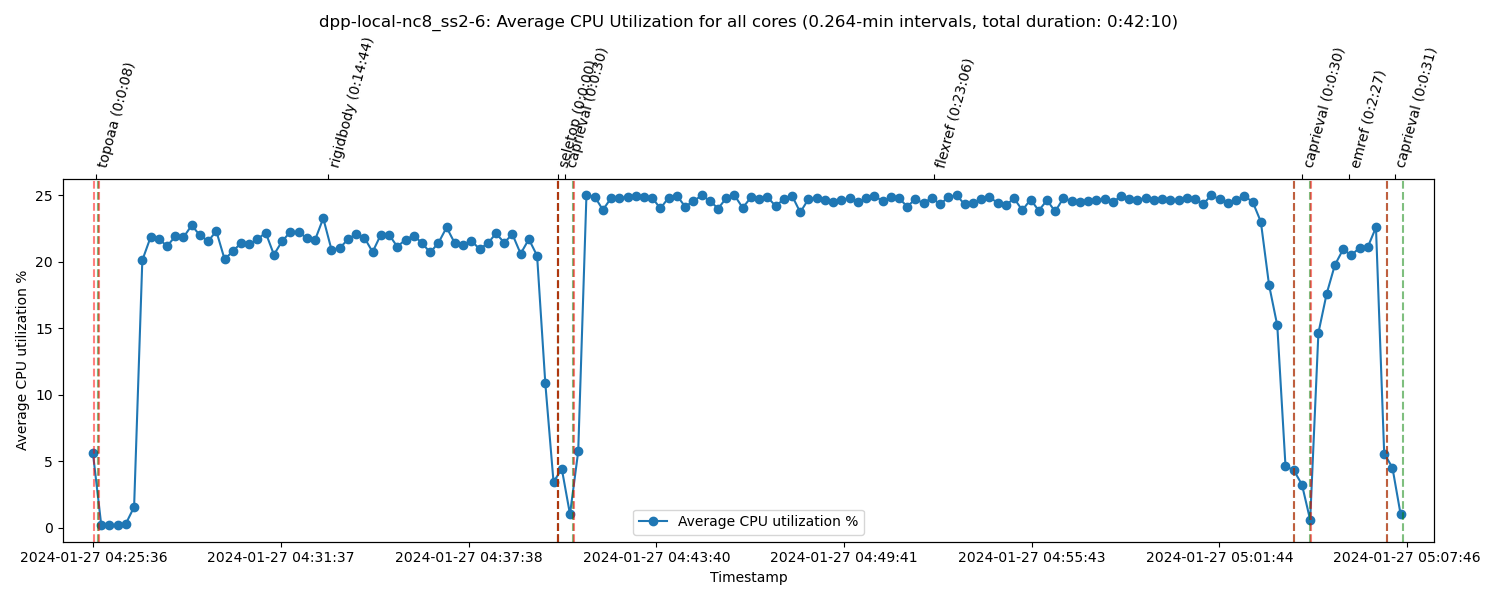 dpp-local-nc8_ss2-6: Average CPU Utilization for all cores (0.264-min intervals, total duration: 0:42:10)
topoaa (0:0:08)
rigidbody (0:14:44)
seletop (0:0:00)
caprieval (0:0:30)
flexref (0:23:06)
caprieval (0:0:30)
emref (0:2:27)
caprieval (0:0:31)
Average CPU utilization %
25
20
15
10
5
0
Average CPU utilization %
2024-01-27 04:25:36
2024-01-27 04:31:37
2024-01-27 04:37:38
2024-01-27 04:43:40
2024-01-27 04:49:41
2024-01-27 04:55:43
2024-01-27 05:01:44
2024-01-27 05:07:46
Timestamp